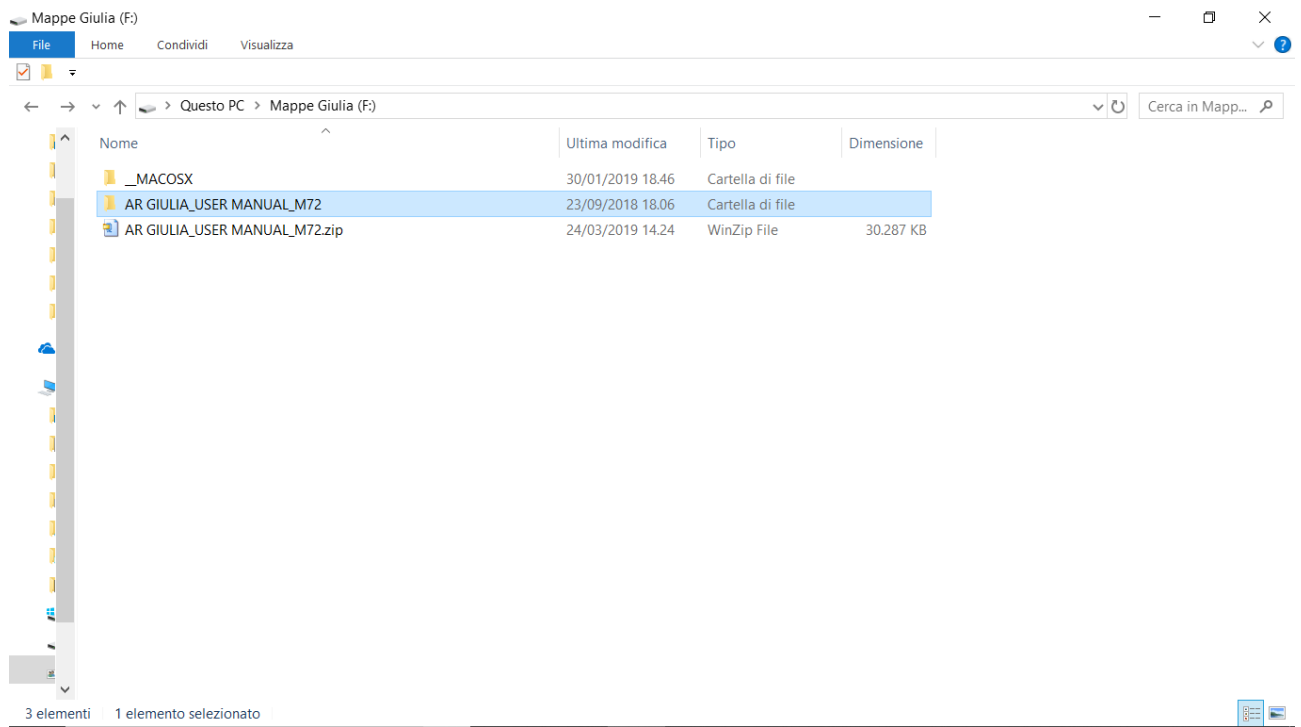 Mappe Giulia (F:)
File Home Condividi Visualizza
Questo PC > Mappe Giulia (F:) Cerca in Mapp...
Nome Ultima modifica Tipo Dimensione
__MACOSX 30/01/2019 18.46 Cartella di file
AR GIULIA_USER MANUAL_M72 23/09/2018 18.06 Cartella di file
AR GIULIA_USER MANUAL_M72.zip 24/03/2019 14.24 WinZip File 30.287 KB
3 elementi 1 elemento selezionato